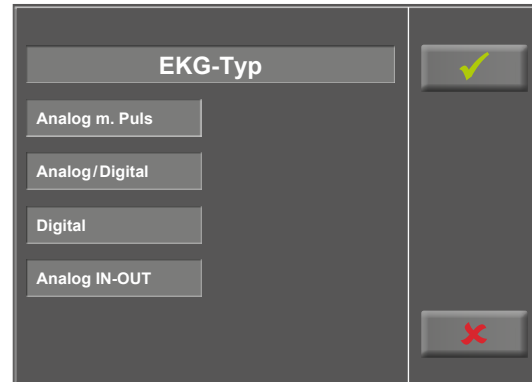 EKG-Typ
Analog m. Puls
Analog/Digital
Digital
Analog IN-OUT